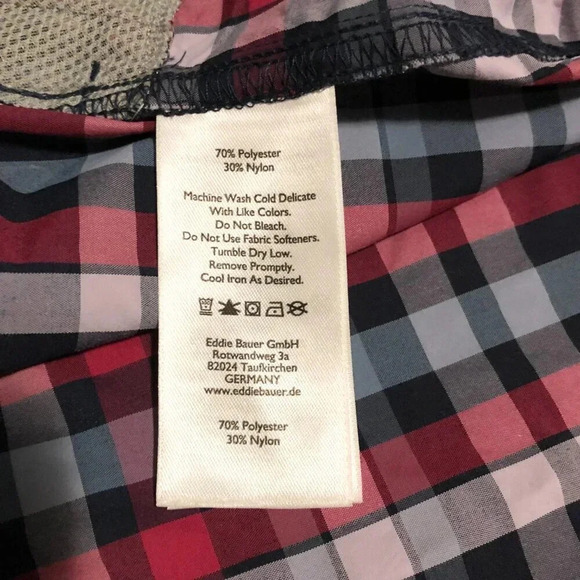 70% Polyester
30% Nylon
Machine Wash Cold Delicate
With Like Colors.
Do Not Bleach.
Do Not Use Fabric Softeners.
Tumble Dry Low.
Remove Promptly.
Cool Iron As Desired.
Eddie Bauer GmbH
Rotwandweg 3a
82024 Taufkirchen
GERMANY
www.eddiebauer.de
70% Polyester
30% Nylon